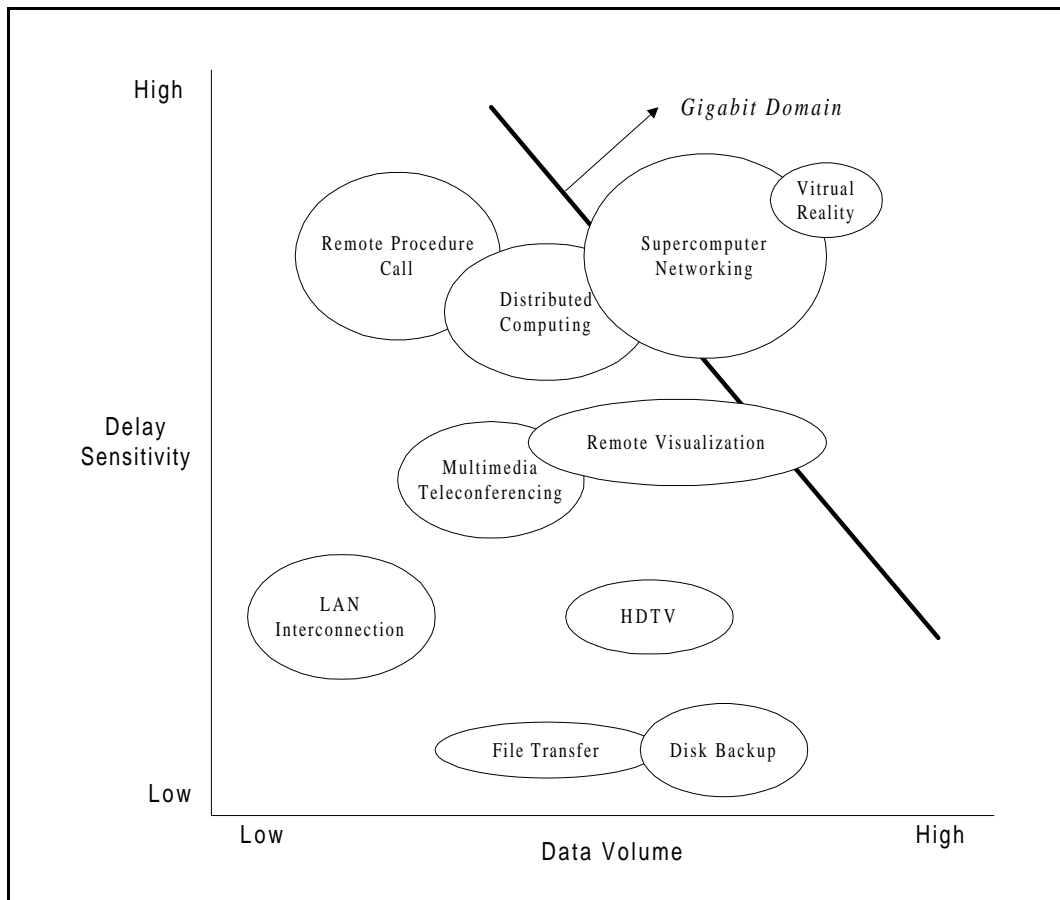 High
Gigabit Domain
Vitrual
Reality
Remote Procedure
Call
Supercomputer
Networking
Distributed
Computing
Delay
Sensitivity
Remote Visualization
Multimedia
Teleconferencing
LAN
Interconnection
HDTV
File Transfer
Disk Backup
Low
Low
High
Data Volume